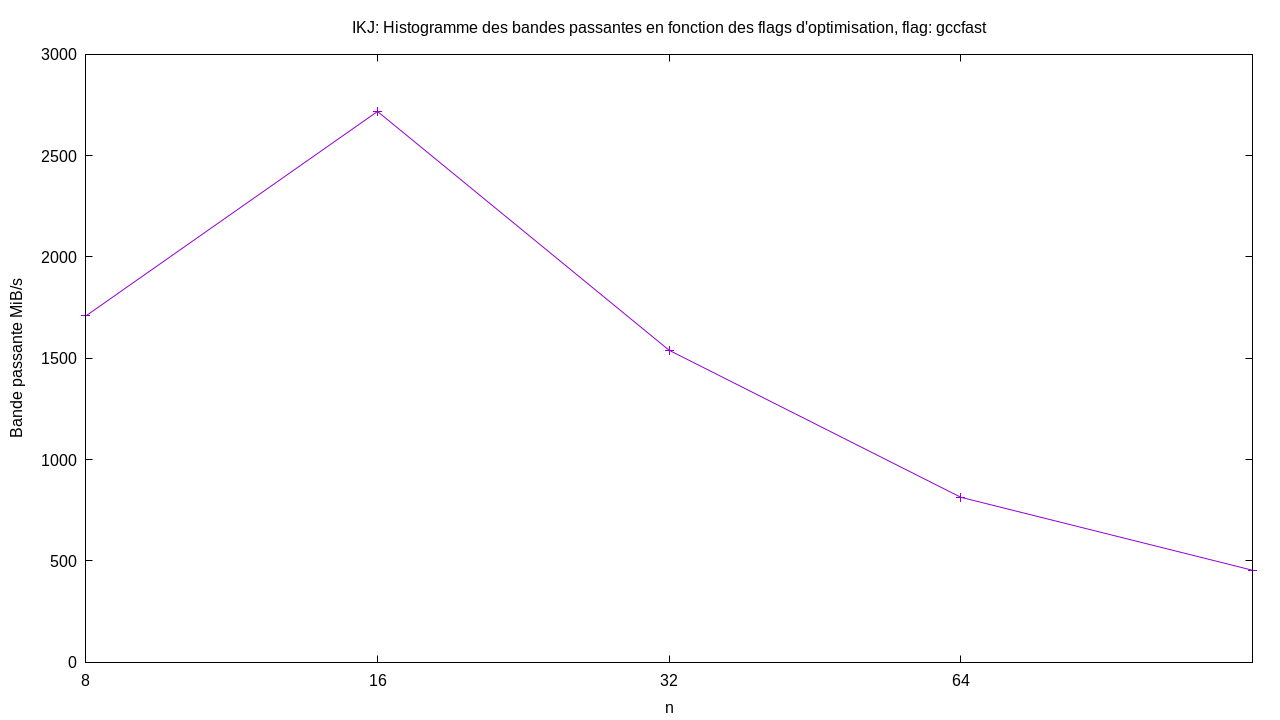 IKJ: Histogramme des bandes passantes en fonction des flags d'optimisation, flag: gccfast
3000
2500
2000
1500
1000
500
0
Bande passante MiB/s
8 16 32 64
n